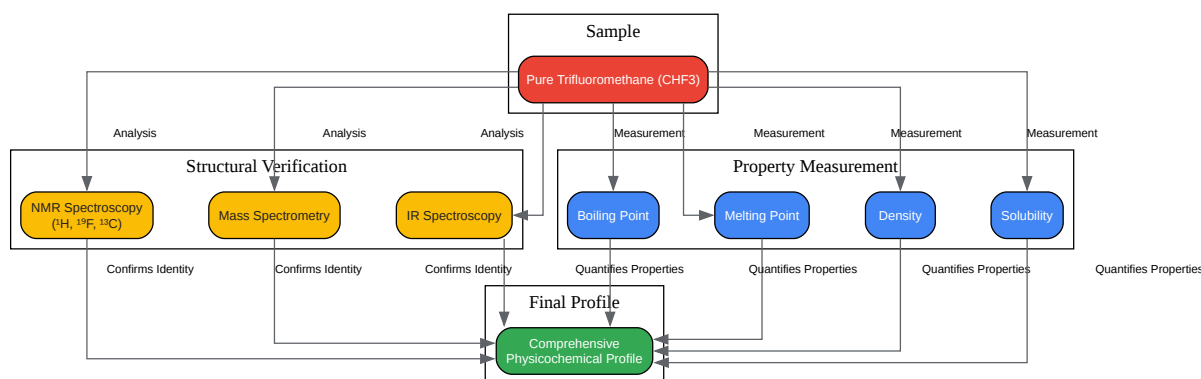 Sample
Pure Trifluoromethane (CHF3)
Analysis
Analysis
Analysis
Measurement
Measurement
Measurement
Measurement
Structural Verification
Property Measurement
NMR Spectroscopy
(¹H, ¹⁹F, ¹³C)
Mass Spectrometry
IR Spectroscopy
Boiling Point
Melting Point
Density
Solubility
Confirms Identity
Confirms Identity
Confirms Identity
Quantifies Properties
Quantifies Properties
Quantifies Properties
Quantifies Properties
Final Profile
Comprehensive
Physicochemical Profile